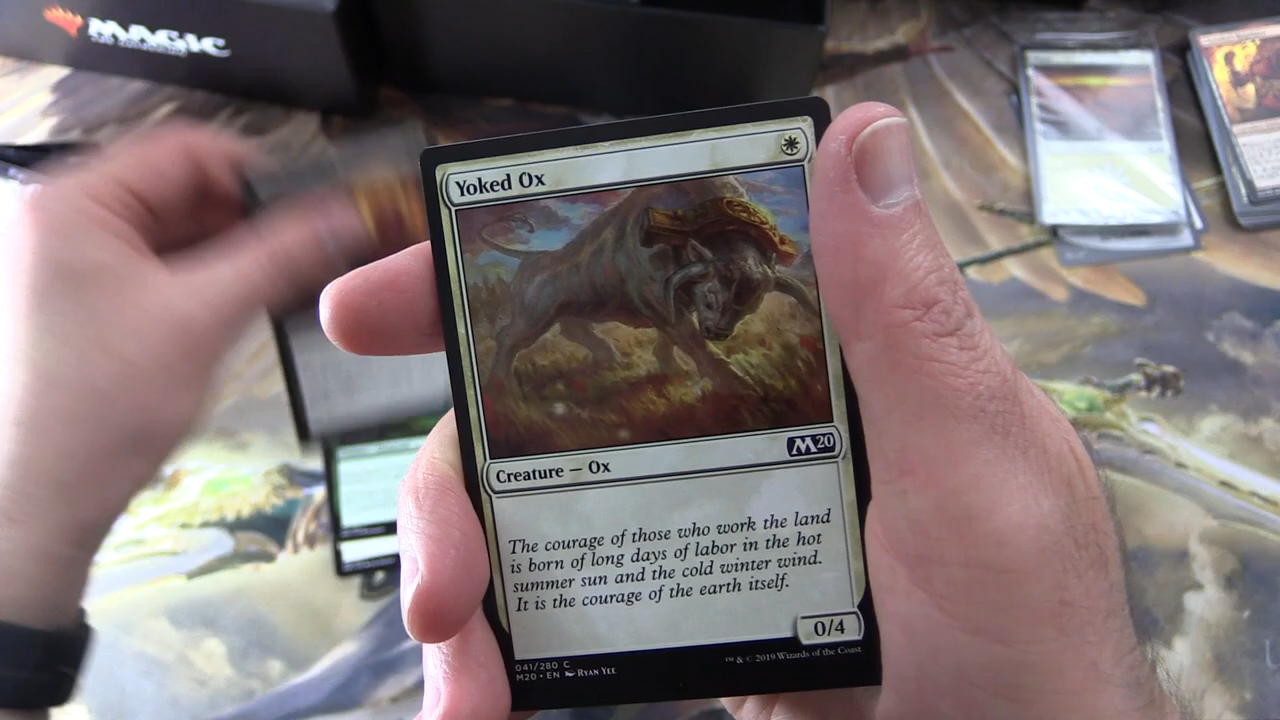 MAGIC
Yoked Ox
Creature — Ox
M20
The courage of those who work the land
is born of long days of labor in the hot
summer sun and the cold winter wind.
It is the courage of the earth itself.
0/4
041/280 C
M20 • EN Ryan Yee
™ & © 2019 Wizards of the Coast